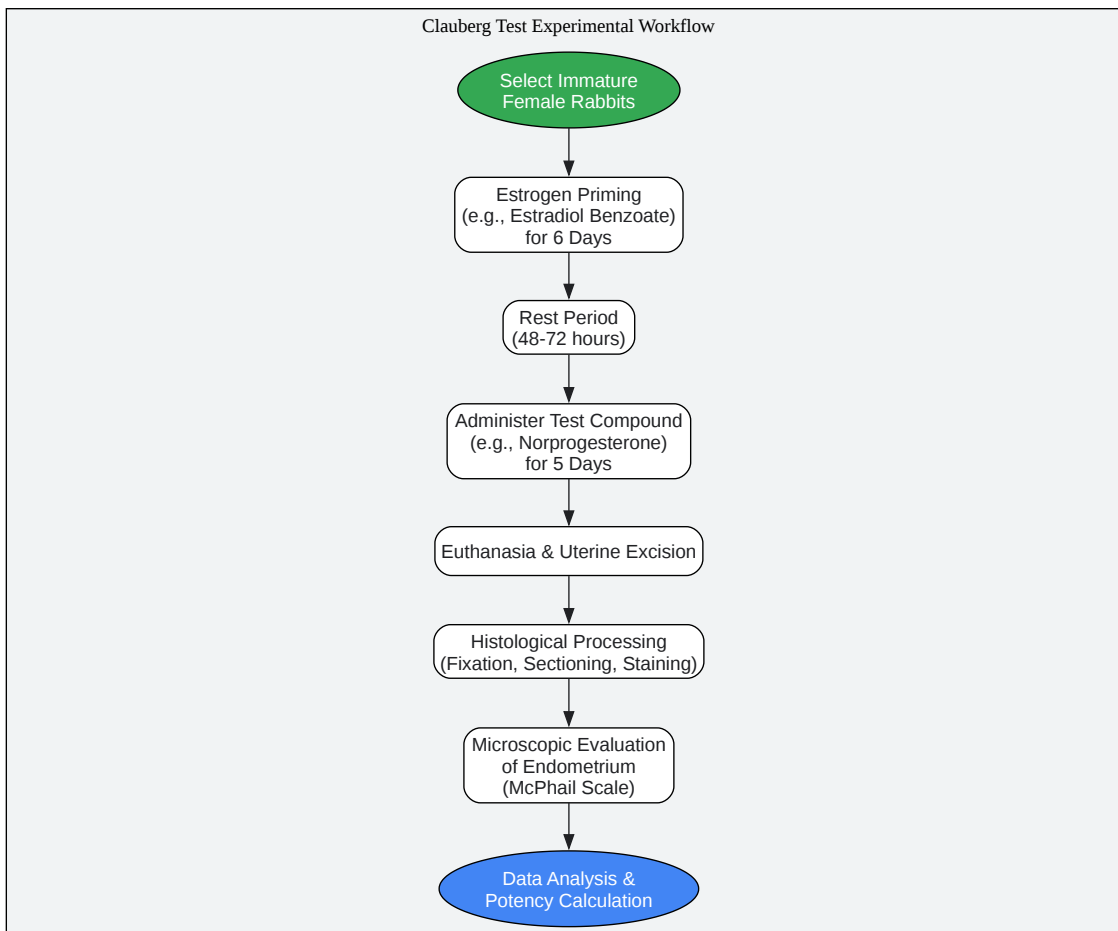 Clauberg Test Experimental Workflow
Select Immature
Female Rabbits
Estrogen Priming
(e.g., Estradiol Benzoate)
for 6 Days
Rest Period
(48-72 hours)
Administer Test Compound
(e.g., Norprogesterone)
for 5 Days
Euthanasia & Uterine Excision
Histological Processing
(Fixation, Sectioning, Staining)
Microscopic Evaluation
of Endometrium
(McPhail Scale)
Data Analysis &
Potency Calculation